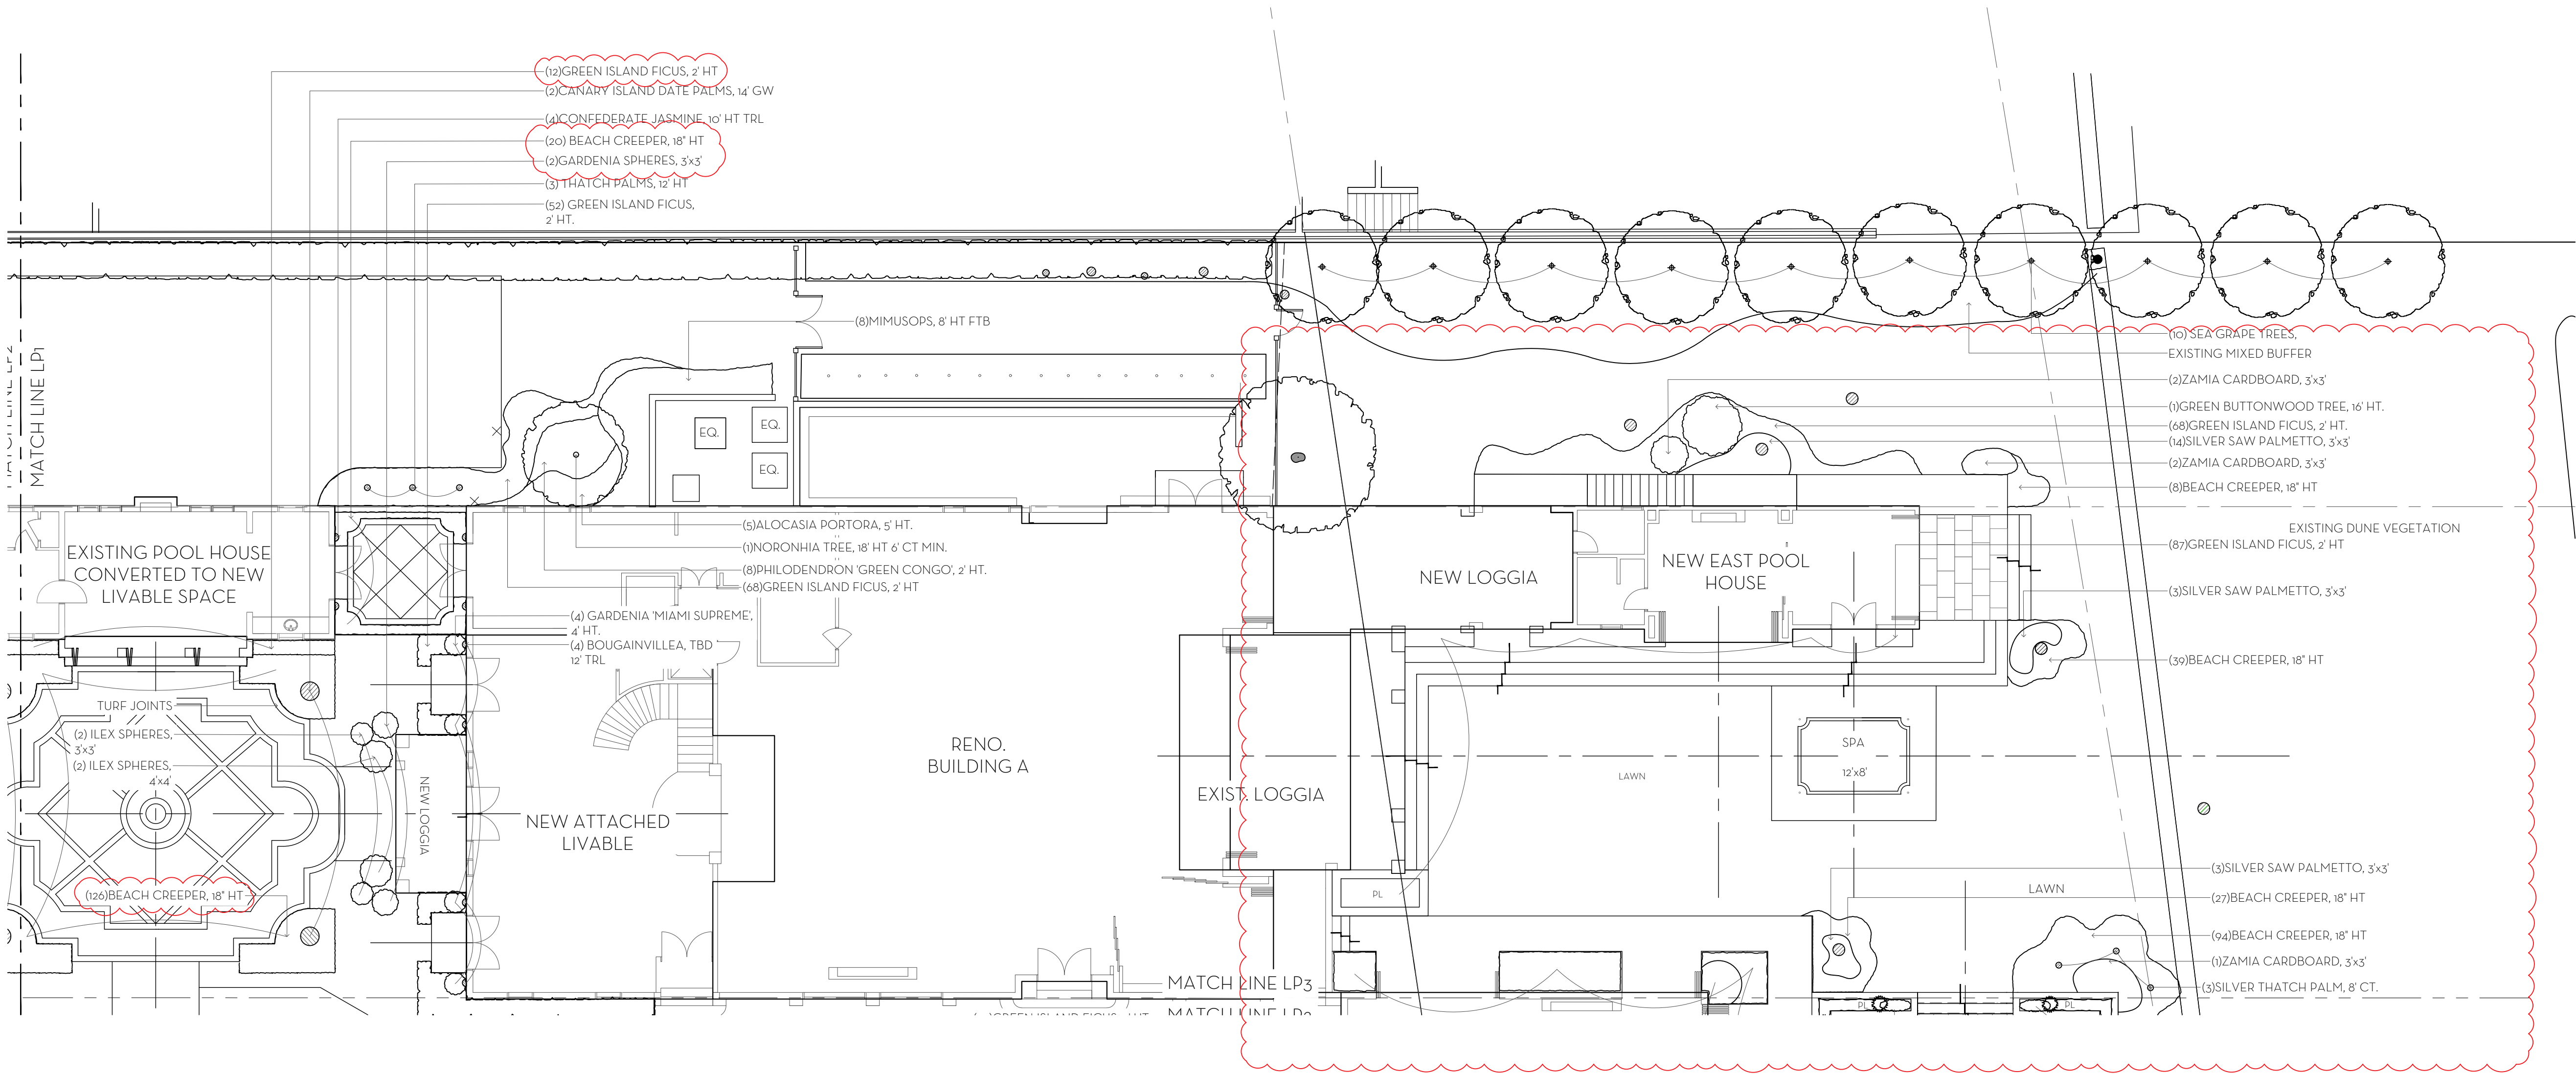 (12)GREEN ISLAND FICUS, 2' HT
(2)CANARY ISLAND DATE PALMS, 14' GW
(4)CONFEDERATE JASMINE, 10' HT TRL
(20) BEACH CREEPER, 18" HT
(2)GARDENIA SPHERES, 3'x3'
(3) THATCH PALMS, 12' HT
(52) GREEN ISLAND FICUS,
2' HT.
MATCH LINE LP2
MATCH LINE LP1
(8)MIMUSOPS, 8' HT FTB
EQ.
EQ.
EQ.
(10) SEA GRAPE TREES,
EXISTING MIXED BUFFER
(2)ZAMIA CARDBOARD, 3'x3'
(1)GREEN BUTTONWOOD TREE, 16' HT.
(68)GREEN ISLAND FICUS, 2' HT.
(14)SILVER SAW PALMETTO, 3'x3'
(2)ZAMIA CARDBOARD, 3'x3'
(8)BEACH CREEPER, 18" HT
EXISTING DUNE VEGETATION
(87)GREEN ISLAND FICUS, 2' HT
(3)SILVER SAW PALMETTO, 3'x3'
(39)BEACH CREEPER, 18" HT
(5)ALOCASIA PORTORA, 5' HT.
(1)NORONHIA TREE, 18' HT 6' CT MIN.
(8)PHILODENDRON 'GREEN CONGO', 2' HT.
(68)GREEN ISLAND FICUS, 2' HT
EXISTING POOL HOUSE
CONVERTED TO NEW
LIVABLE SPACE
(4) GARDENIA 'MIAMI SUPREME',
4' HT.
(4) BOUGAINVILLEA, TBD
12' TRL
NEW LOGGIA
NEW EAST POOL
HOUSE
TURF JOINTS
(2) ILEX SPHERES,
3'x3'
(2) ILEX SPHERES,
4'x4'
NEW LOGGIA
(126)BEACH CREEPER, 18" HT
NEW ATTACHED
LIVABLE
RENO.
BUILDING A
EXIST. LOGGIA
LAWN
SPA
12'x8'
PL
LAWN
(3)SILVER SAW PALMETTO, 3'x3'
(27)BEACH CREEPER, 18" HT
(94)BEACH CREEPER, 18" HT
(1)ZAMIA CARDBOARD, 3'x3'
(3)SILVER THATCH PALM, 8' CT.
MATCH LINE LP3
MATCH LINE LP2
PL
PL